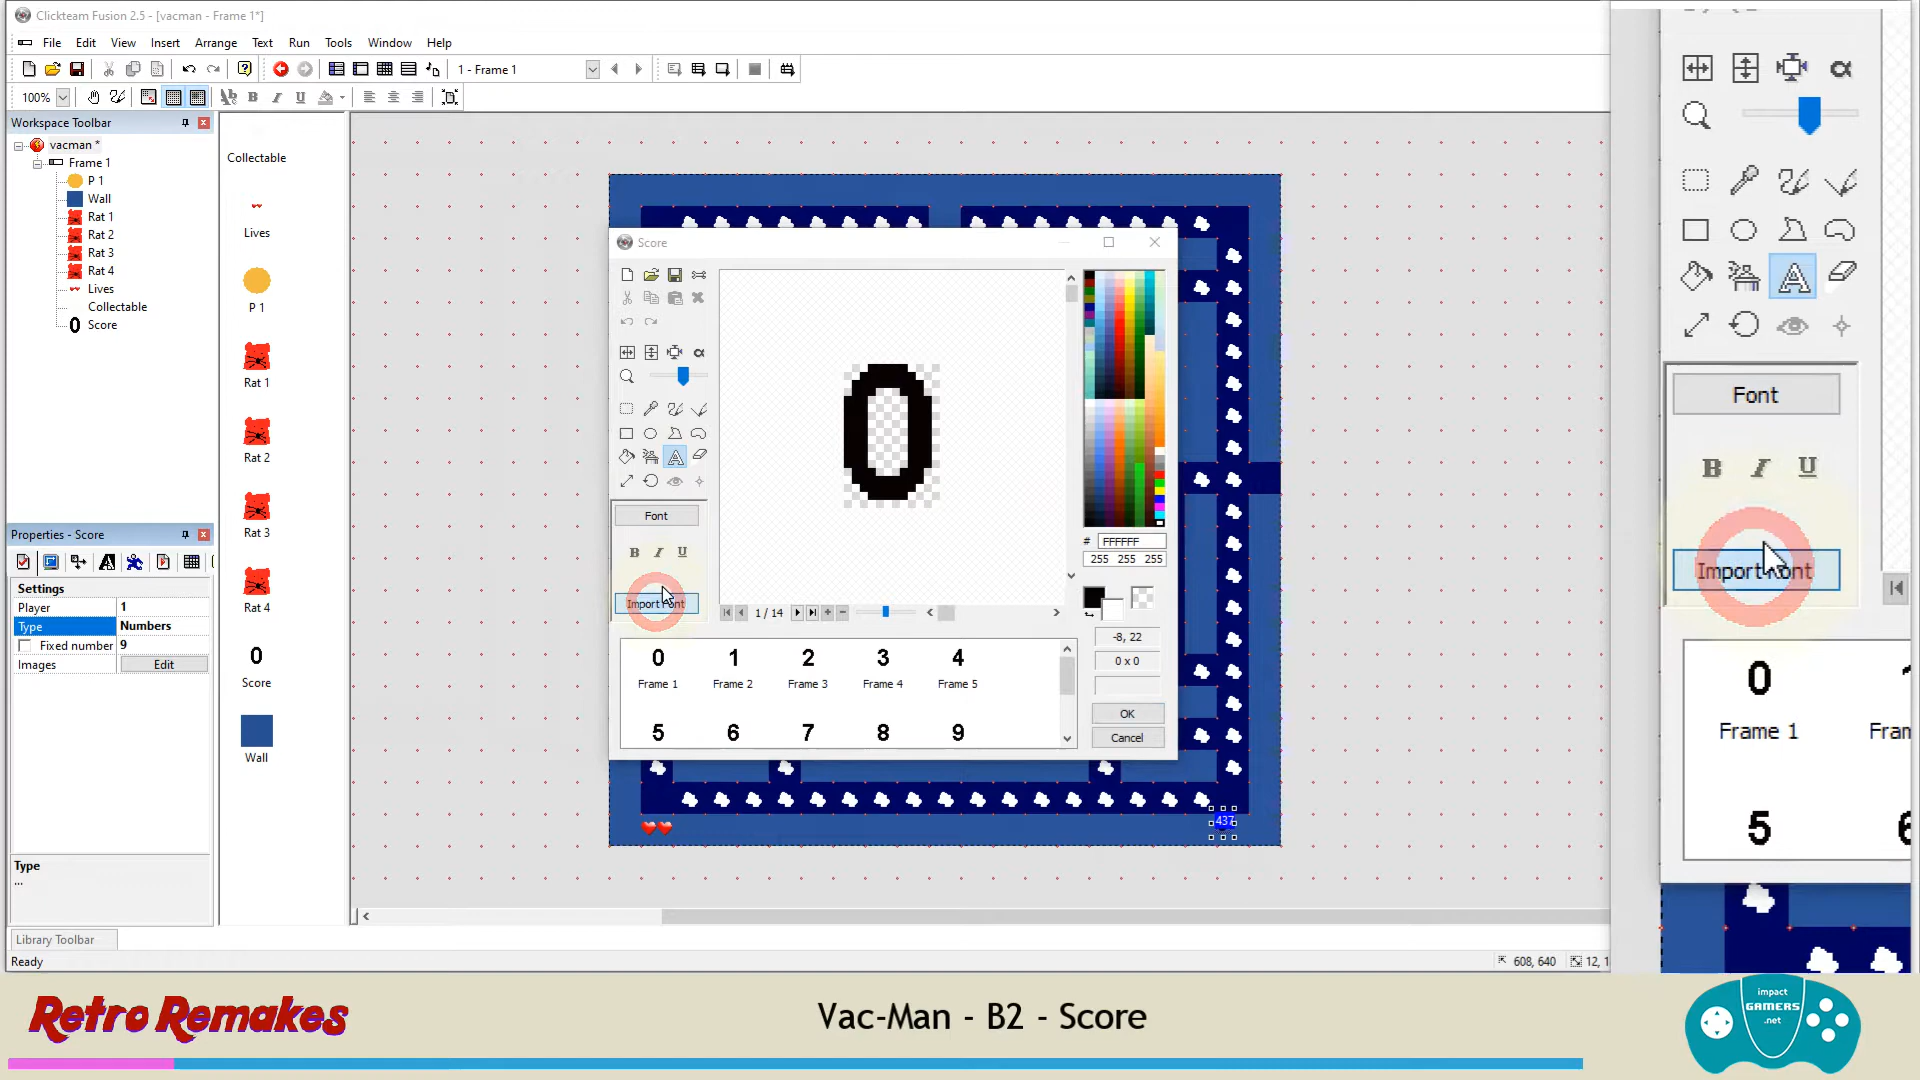 Clickteam Fusion 2.5 - [vacman - Frame 1*]
File Edit View Insert Arrange Text Run Tools Window Help
1 - Frame 1
100%
Workspace Toolbar
vacman *
Frame 1
P 1
Wall
Rat 1
Rat 2
Rat 3
Rat 4
Lives
Collectable
Score
Properties - Score
Settings
Player 1
Type Numbers
Fixed number 9
Images Edit
Type
...
Library Toolbar
Ready
608, 640
12, 1
Collectable
Lives
P 1
Rat 1
Rat 2
Rat 3
Rat 4
0
Score
Wall
Score
0
Font
B I U
Import Font
1 / 14
# FFFFFF
255 255 255
-8, 22
0 x 0
OK
Cancel
0 1 2 3 4
Frame 1 Frame 2 Frame 3 Frame 4 Frame 5
5 6 7 8 9
437
Font
B I U
Import Font
0
Frame 1 Fran
5
Retro Remakes
Vac-Man - B2 - Score
impact
GAMERS
.net